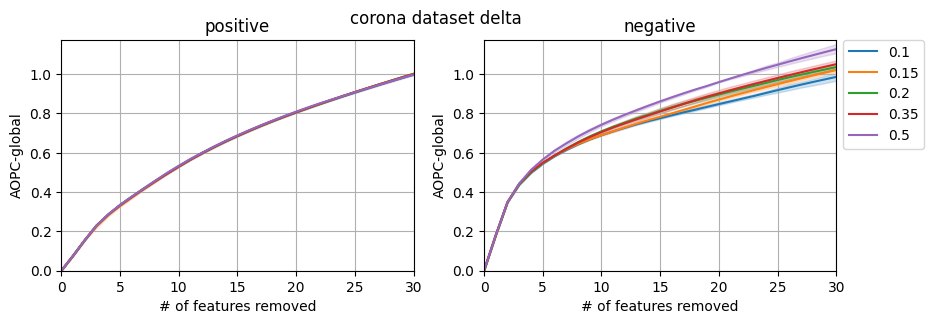 corona dataset delta
positive
AOPC-global
1.0
0.8
0.6
0.4
0.2
0.0
0 5 10 15 20 25 30
# of features removed
negative
AOPC-global
1.0
0.8
0.6
0.4
0.2
0.0
0 5 10 15 20 25 30
# of features removed
0.1
0.15
0.2
0.35
0.5